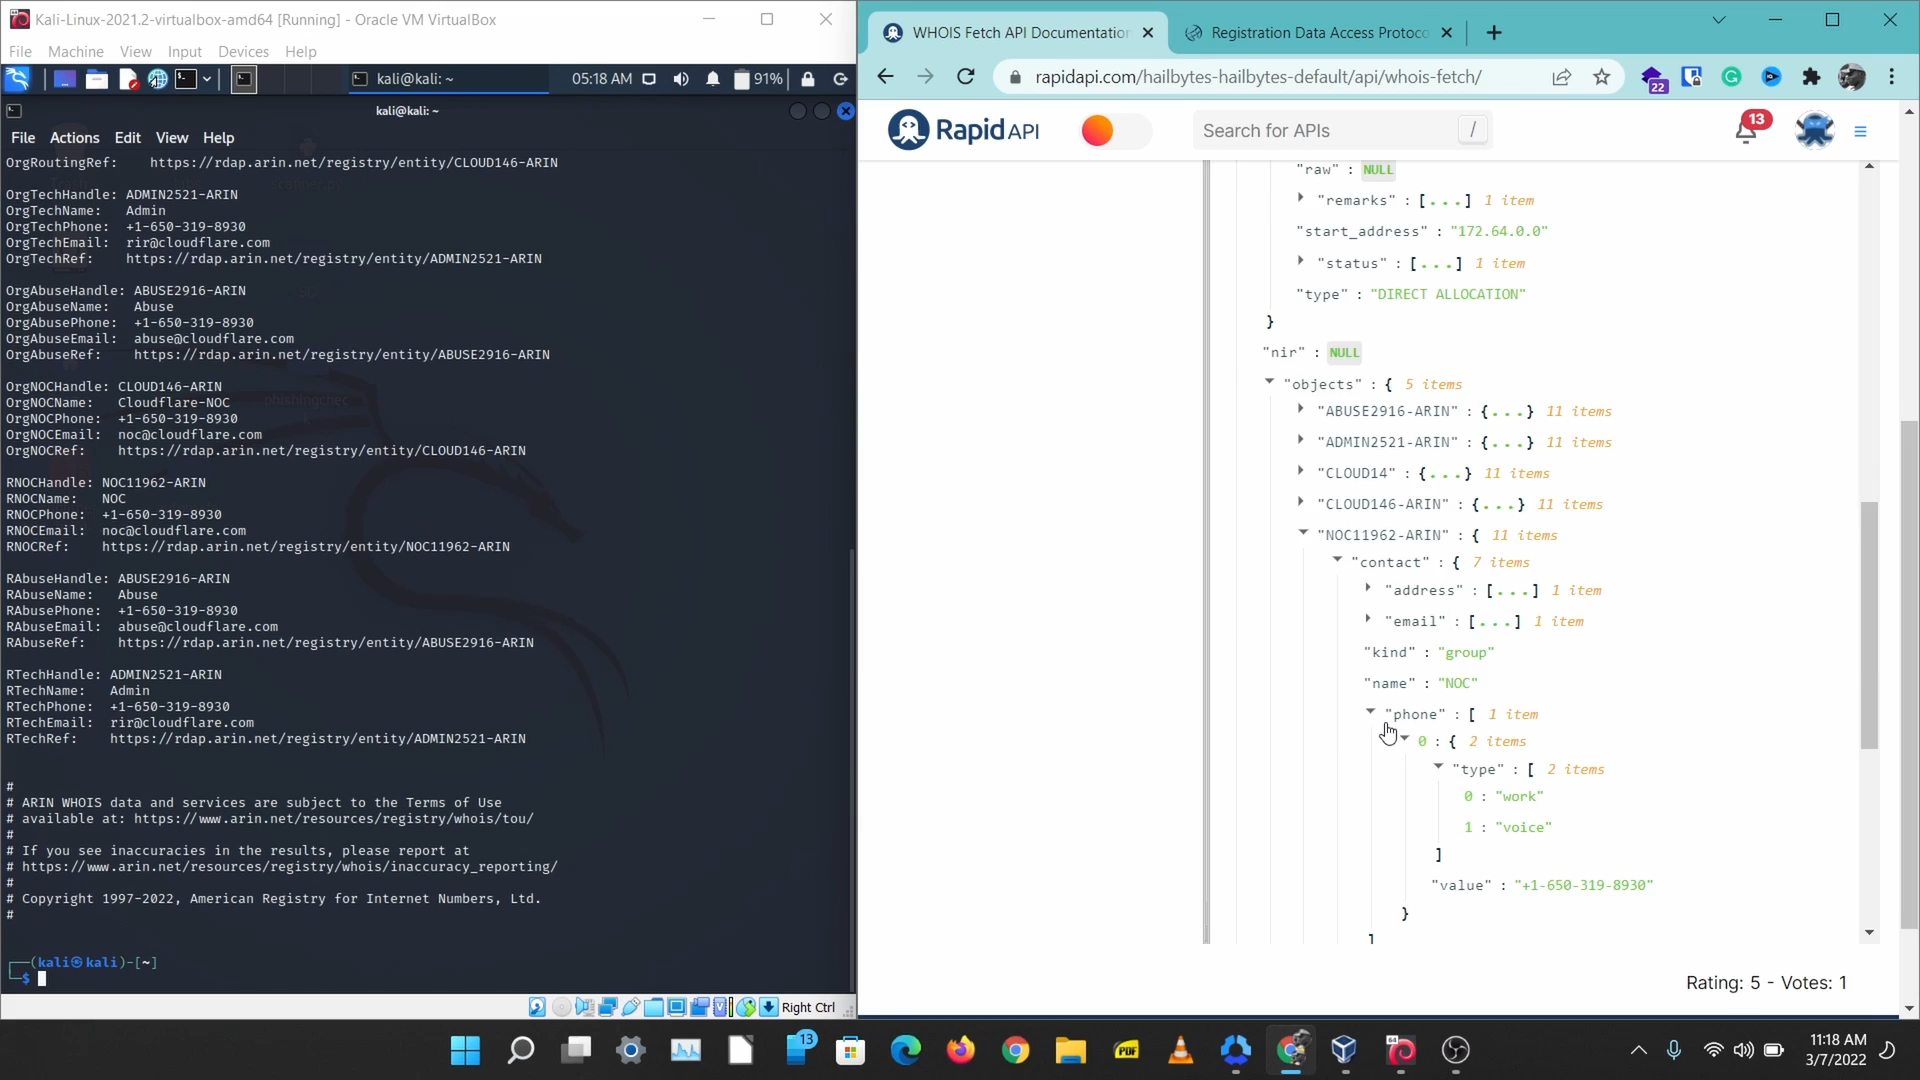 Kali-Linux-2021.2-virtualbox-amd64 [Running] - Oracle VM VirtualBox
File Machine View Input Devices Help
kali@kali: ~
05:18 AM
91%
kali@kali: ~
File Actions Edit View Help
OrgRoutingRef: https://rdap.arin.net/registry/entity/CLOUD146-ARIN
OrgTechHandle: ADMIN2521-ARIN
OrgTechName: Admin
OrgTechPhone: +1-650-319-8930
OrgTechEmail: rir@cloudflare.com
OrgTechRef: https://rdap.arin.net/registry/entity/ADMIN2521-ARIN
OrgAbuseHandle: ABUSE2916-ARIN
OrgAbuseName: Abuse
OrgAbusePhone: +1-650-319-8930
OrgAbuseEmail: abuse@cloudflare.com
OrgAbuseRef: https://rdap.arin.net/registry/entity/ABUSE2916-ARIN
OrgNOCHandle: CLOUD146-ARIN
OrgNOCName: Cloudflare-NOC
OrgNOCPhone: +1-650-319-8930
OrgNOCEmail: noc@cloudflare.com
OrgNOCRef: https://rdap.arin.net/registry/entity/CLOUD146-ARIN
RNOCHandle: NOC11962-ARIN
RNOCName: NOC
RNOCPhone: +1-650-319-8930
RNOCEmail: noc@cloudflare.com
RNOCRef: https://rdap.arin.net/registry/entity/NOC11962-ARIN
RAbuseHandle: ABUSE2916-ARIN
RAbuseName: Abuse
RAbusePhone: +1-650-319-8930
RAbuseEmail: abuse@cloudflare.com
RAbuseRef: https://rdap.arin.net/registry/entity/ABUSE2916-ARIN
RTechHandle: ADMIN2521-ARIN
RTechName: Admin
RTechPhone: +1-650-319-8930
RTechEmail: rir@cloudflare.com
RTechRef: https://rdap.arin.net/registry/entity/ADMIN2521-ARIN
#
# ARIN WHOIS data and services are subject to the Terms of Use
# available at: https://www.arin.net/resources/registry/whois/tou/
#
# If you see inaccuracies in the results, please report at
# https://www.arin.net/resources/registry/whois/inaccuracy_reporting/
#
# Copyright 1997-2022, American Registry for Internet Numbers, Ltd.
#
(kali㉿kali)-[~]
$
Right Ctrl
WHOIS Fetch API Documentation
Registration Data Access Protoco
rapidapi.com/hailbytes-hailbytes-default/api/whois-fetch/
22
Rapid API
Search for APIs
/
13
"raw" : NULL
"remarks" : [...] 1 item
"start_address" : "172.64.0.0"
"status" : [...] 1 item
"type" : "DIRECT ALLOCATION"
}
"nir" : NULL
"objects" : { 5 items
"ABUSE2916-ARIN" : {...} 11 items
"ADMIN2521-ARIN" : {...} 11 items
"CLOUD14" : {...} 11 items
"CLOUD146-ARIN" : {...} 11 items
"NOC11962-ARIN" : { 11 items
"contact" : { 7 items
"address" : [...] 1 item
"email" : [...] 1 item
"kind" : "group"
"name" : "NOC"
"phone" : [ 1 item
0 : { 2 items
"type" : [ 2 items
0 : "work"
1 : "voice"
]
"value" : "+1-650-319-8930"
}
]
Rating: 5 - Votes: 1
13
PDF
64
11:18 AM
3/7/2022